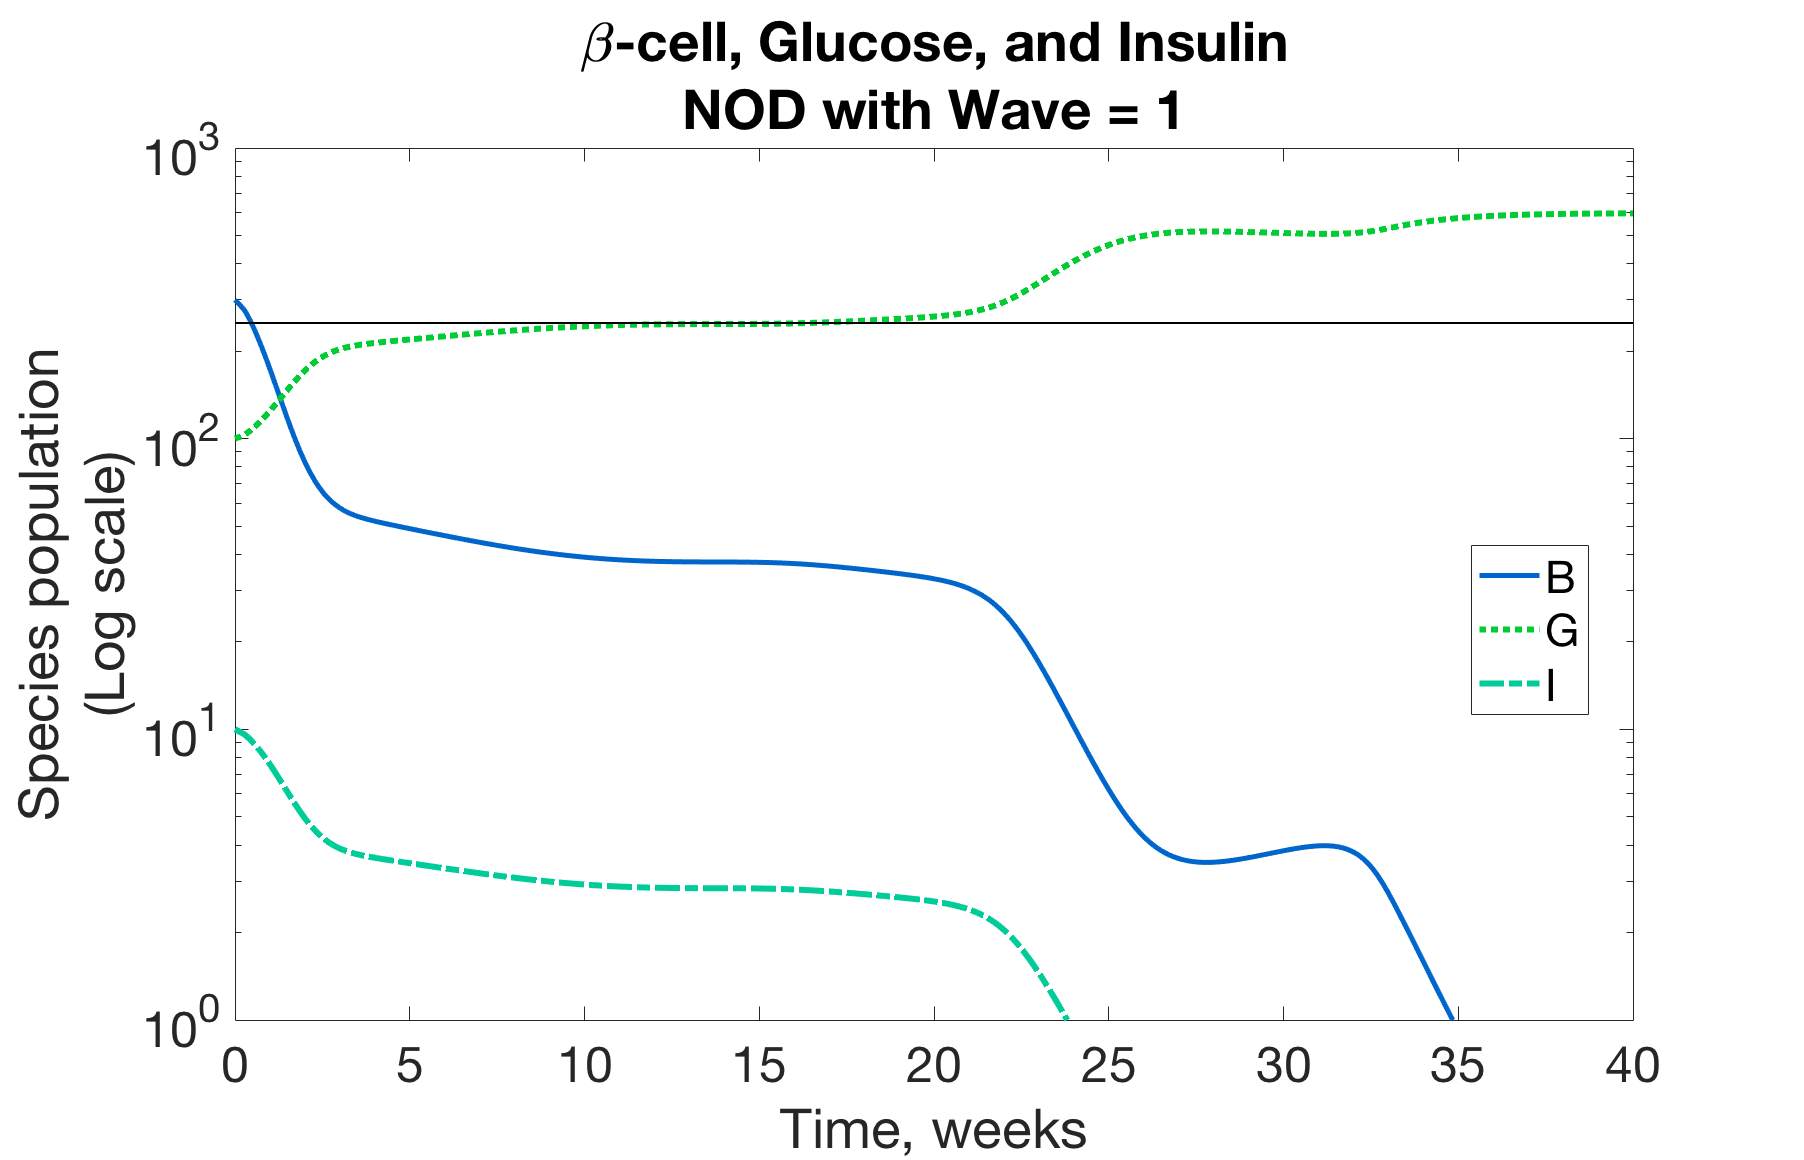 β-cell, Glucose, and Insulin
NOD with Wave = 1
Species population
(Log scale)
10³
10²
10¹
10⁰
0 5 10 15 20 25 30 35 40
Time, weeks
B
G
I